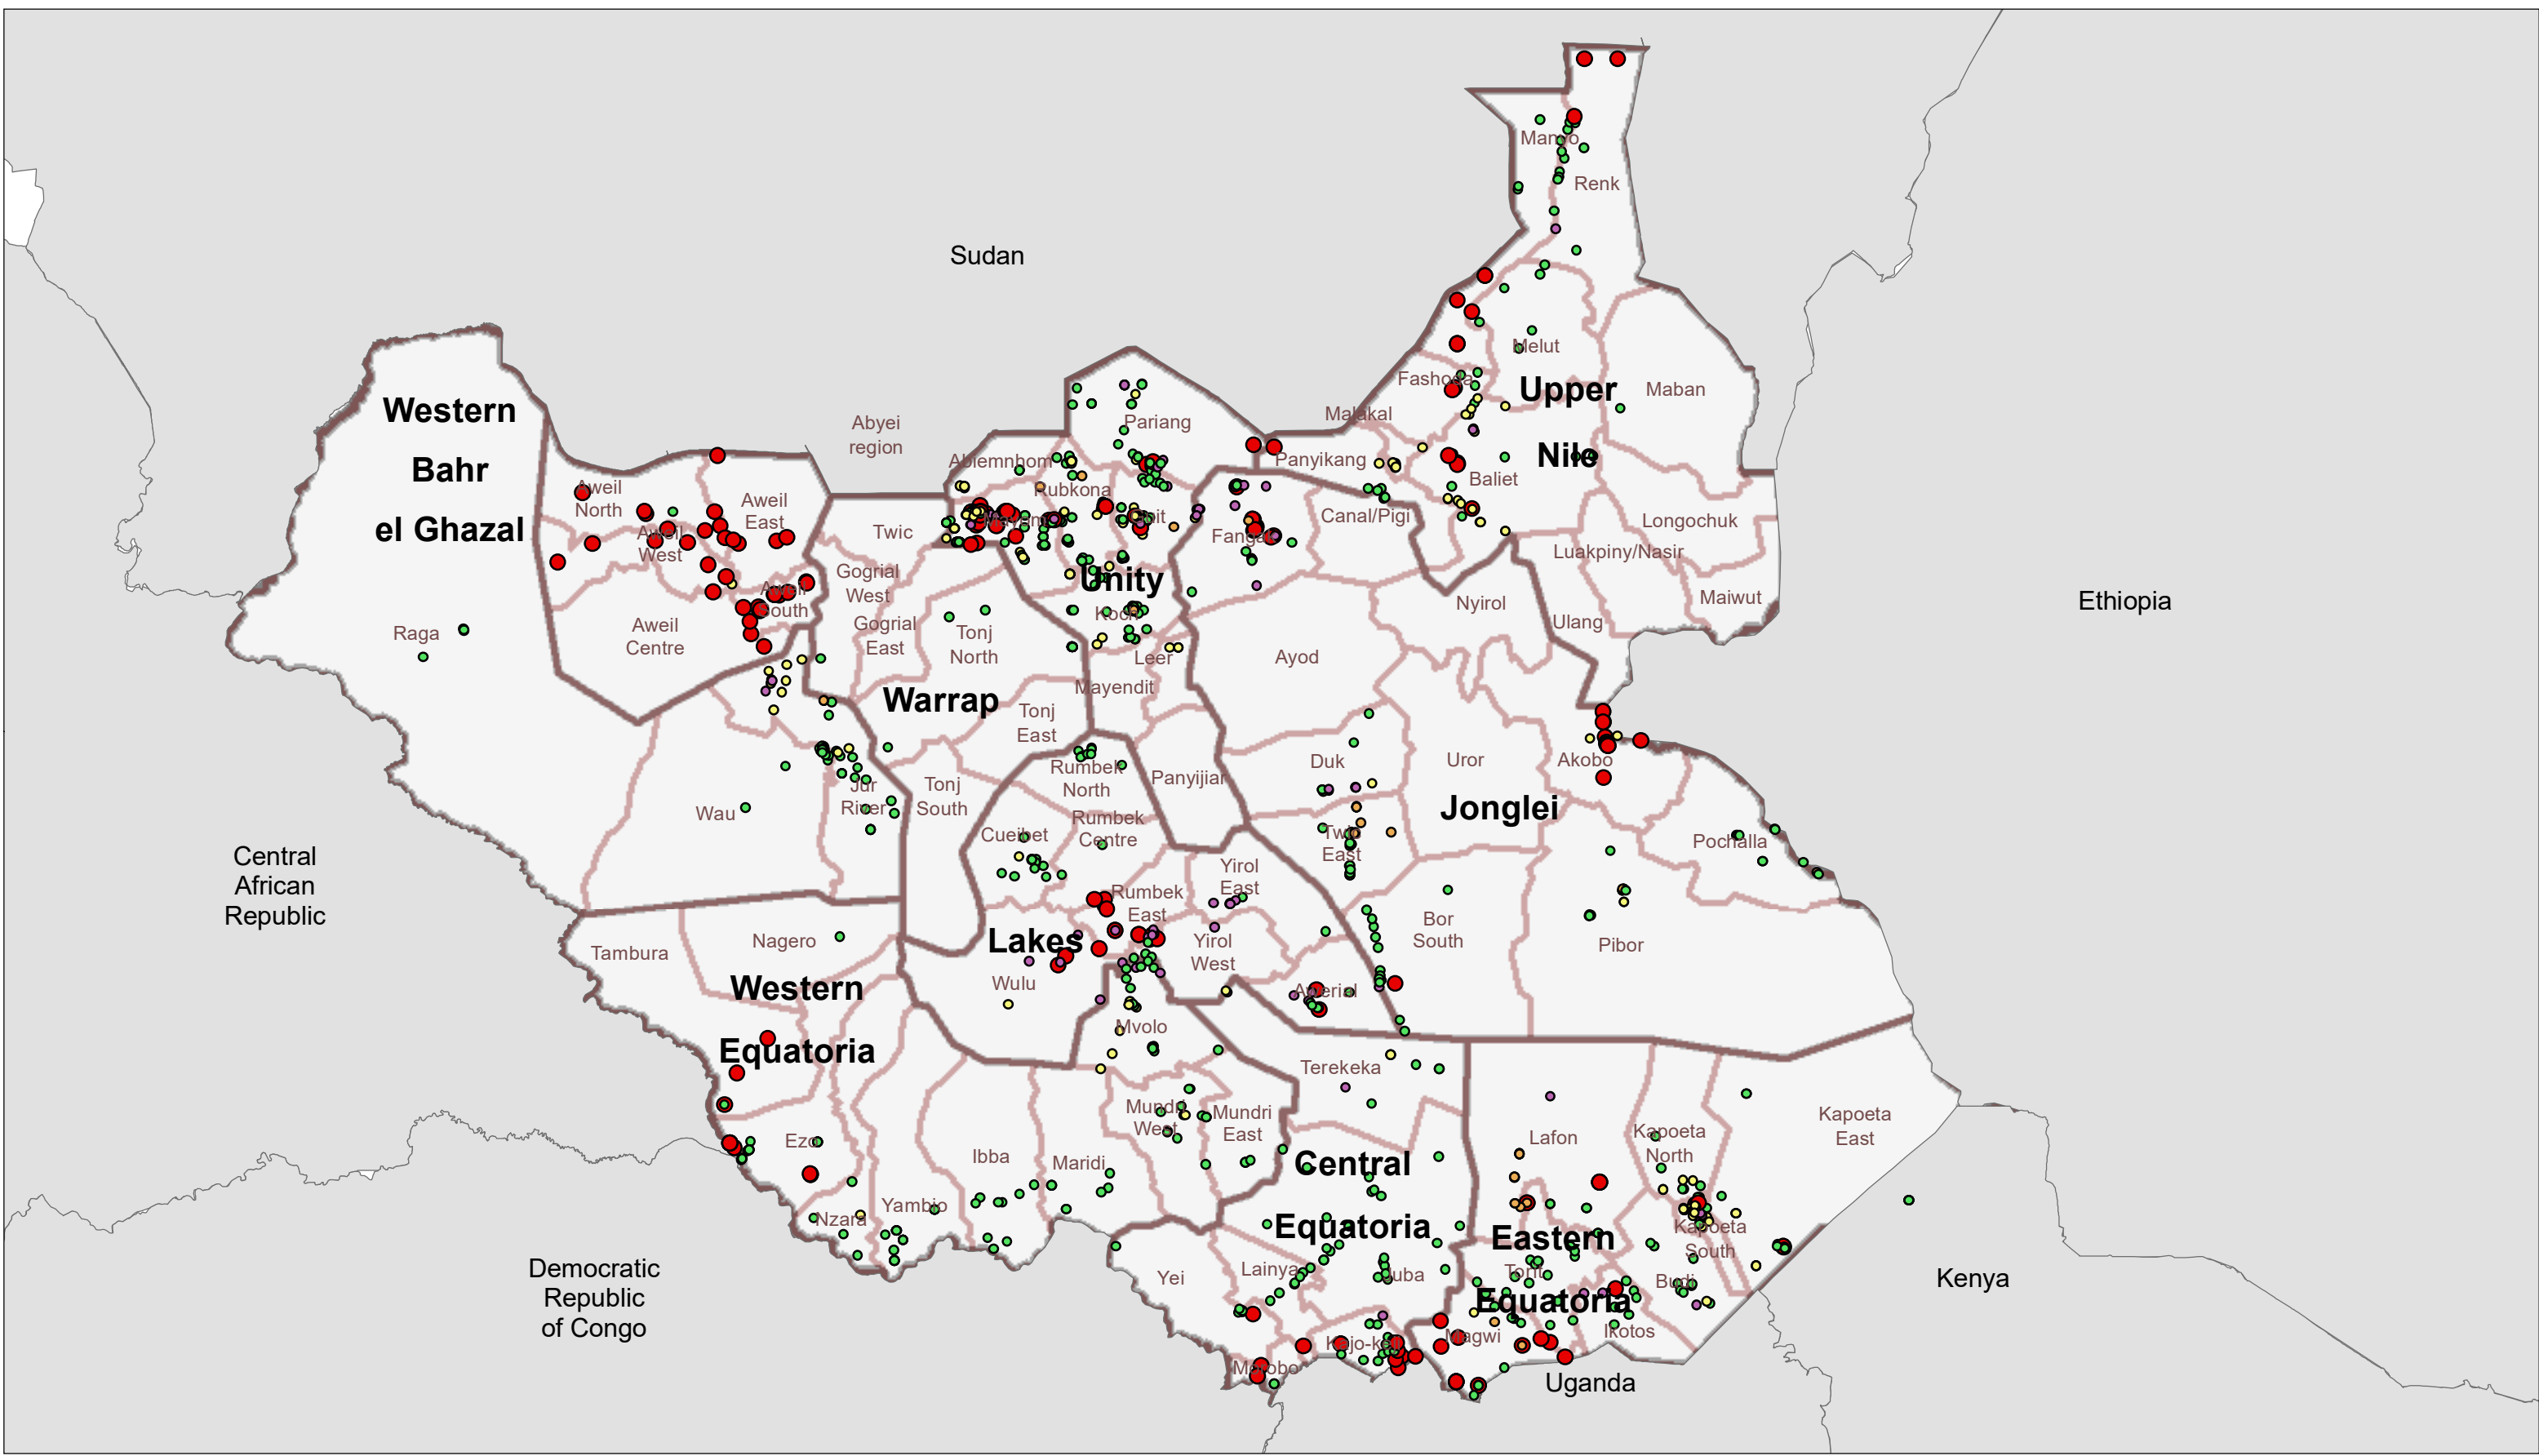 Sudan
Ethiopia
Kenya
Uganda
Democratic
Republic
of Congo
Central
African
Republic
Abyei
region
Western
Bahr
el Ghazal
Raga
Wau
Jur
River
Aweil
North
Aweil
East
Aweil
West
Aweil
South
Aweil
Centre
Twic
Gogrial
West
Gogrial
East
Tonj
North
Warrap
Tonj
East
Tonj
South
Abiemnhom
Pariang
Rubkona
Mayom
Unity
Koch
Leer
Mayendit
Panyijiar
Manyo
Renk
Melut
Fashoda
Upper
Nile
Maban
Malakal
Panyikang
Baliet
Longochuk
Luakpiny/Nasir
Maiwut
Ulang
Fangak
Canal/Pigi
Nyirol
Ayod
Duk
Uror
Akobo
Jonglei
Twic
East
Pochalla
Bor
South
Pibor
Rumbek
North
Cueibet
Rumbek
Centre
Rumbek
East
Yirol
East
Lakes
Yirol
West
Wulu
Awerial
Tambura
Nagero
Western
Equatoria
Ezo
Nzara
Yambio
Ibba
Maridi
Mvolo
Mundri
West
Mundri
East
Terekeka
Central
Equatoria
Yei
Lainya
Juba
Kajo-keji
Morobo
Lafon
Kapoeta
North
Kapoeta
East
Kapoeta
South
Eastern
Torit
Equatoria
Budi
Magwi
Ikotos